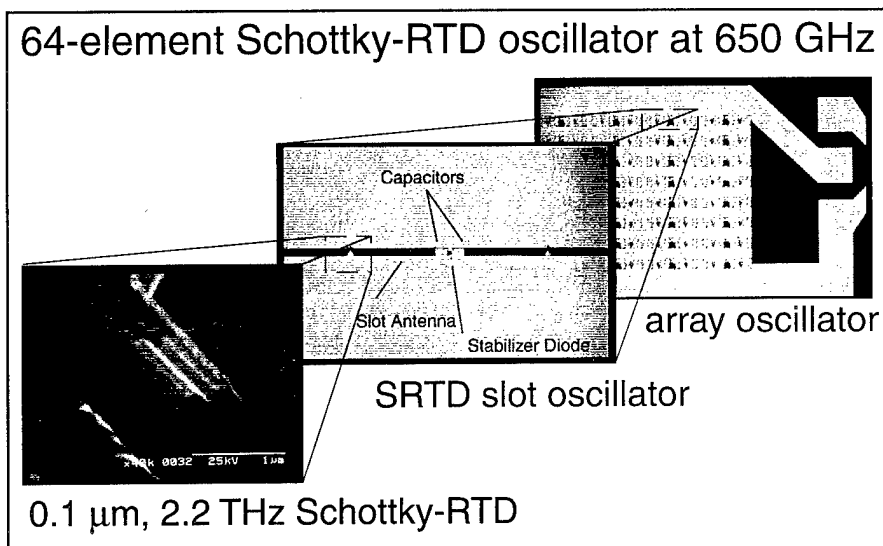 64-element Schottky-RTD oscillator at 650 GHz
Capacitors
Slot Antenna
Stabilizer Diode
array oscillator
SRTD slot oscillator
x40k 0032 25kV 1μm
0.1 μm, 2.2 THz Schottky-RTD